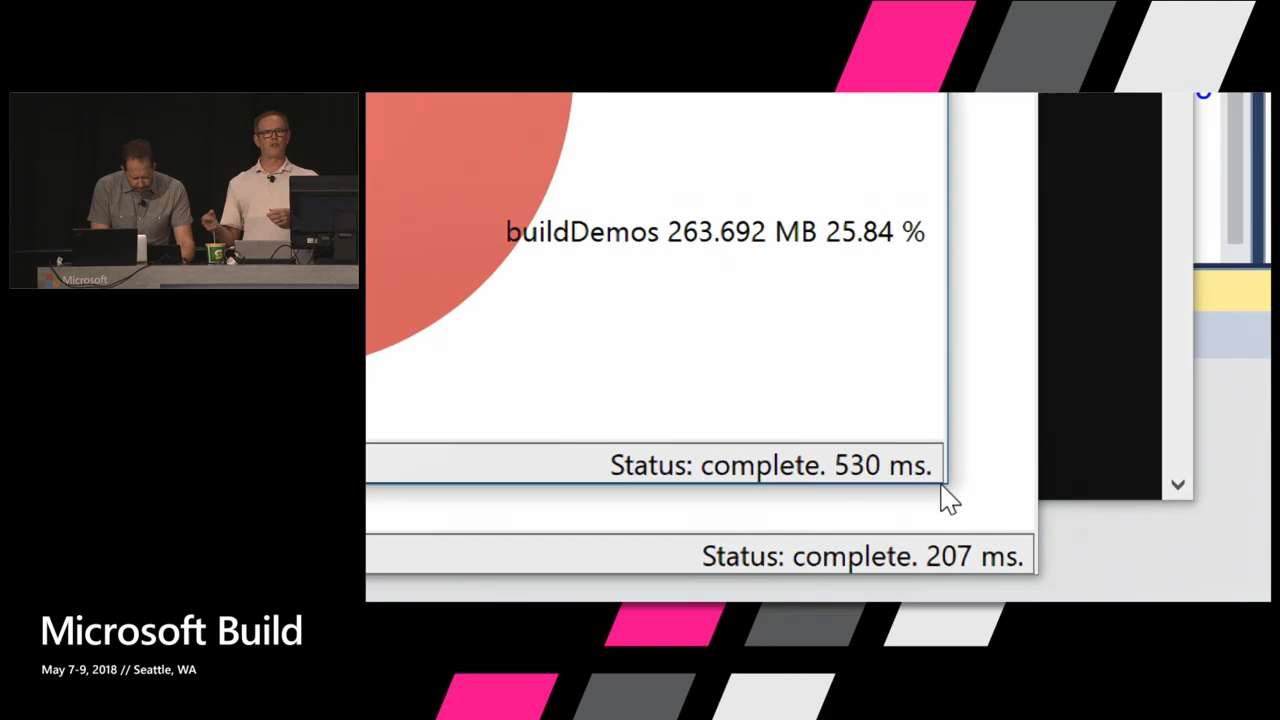 Microsoft
buildDemos 263.692 MB 25.84 %
Status: complete. 530 ms.
Status: complete. 207 ms.
Microsoft Build
May 7-9, 2018 // Seattle, WA